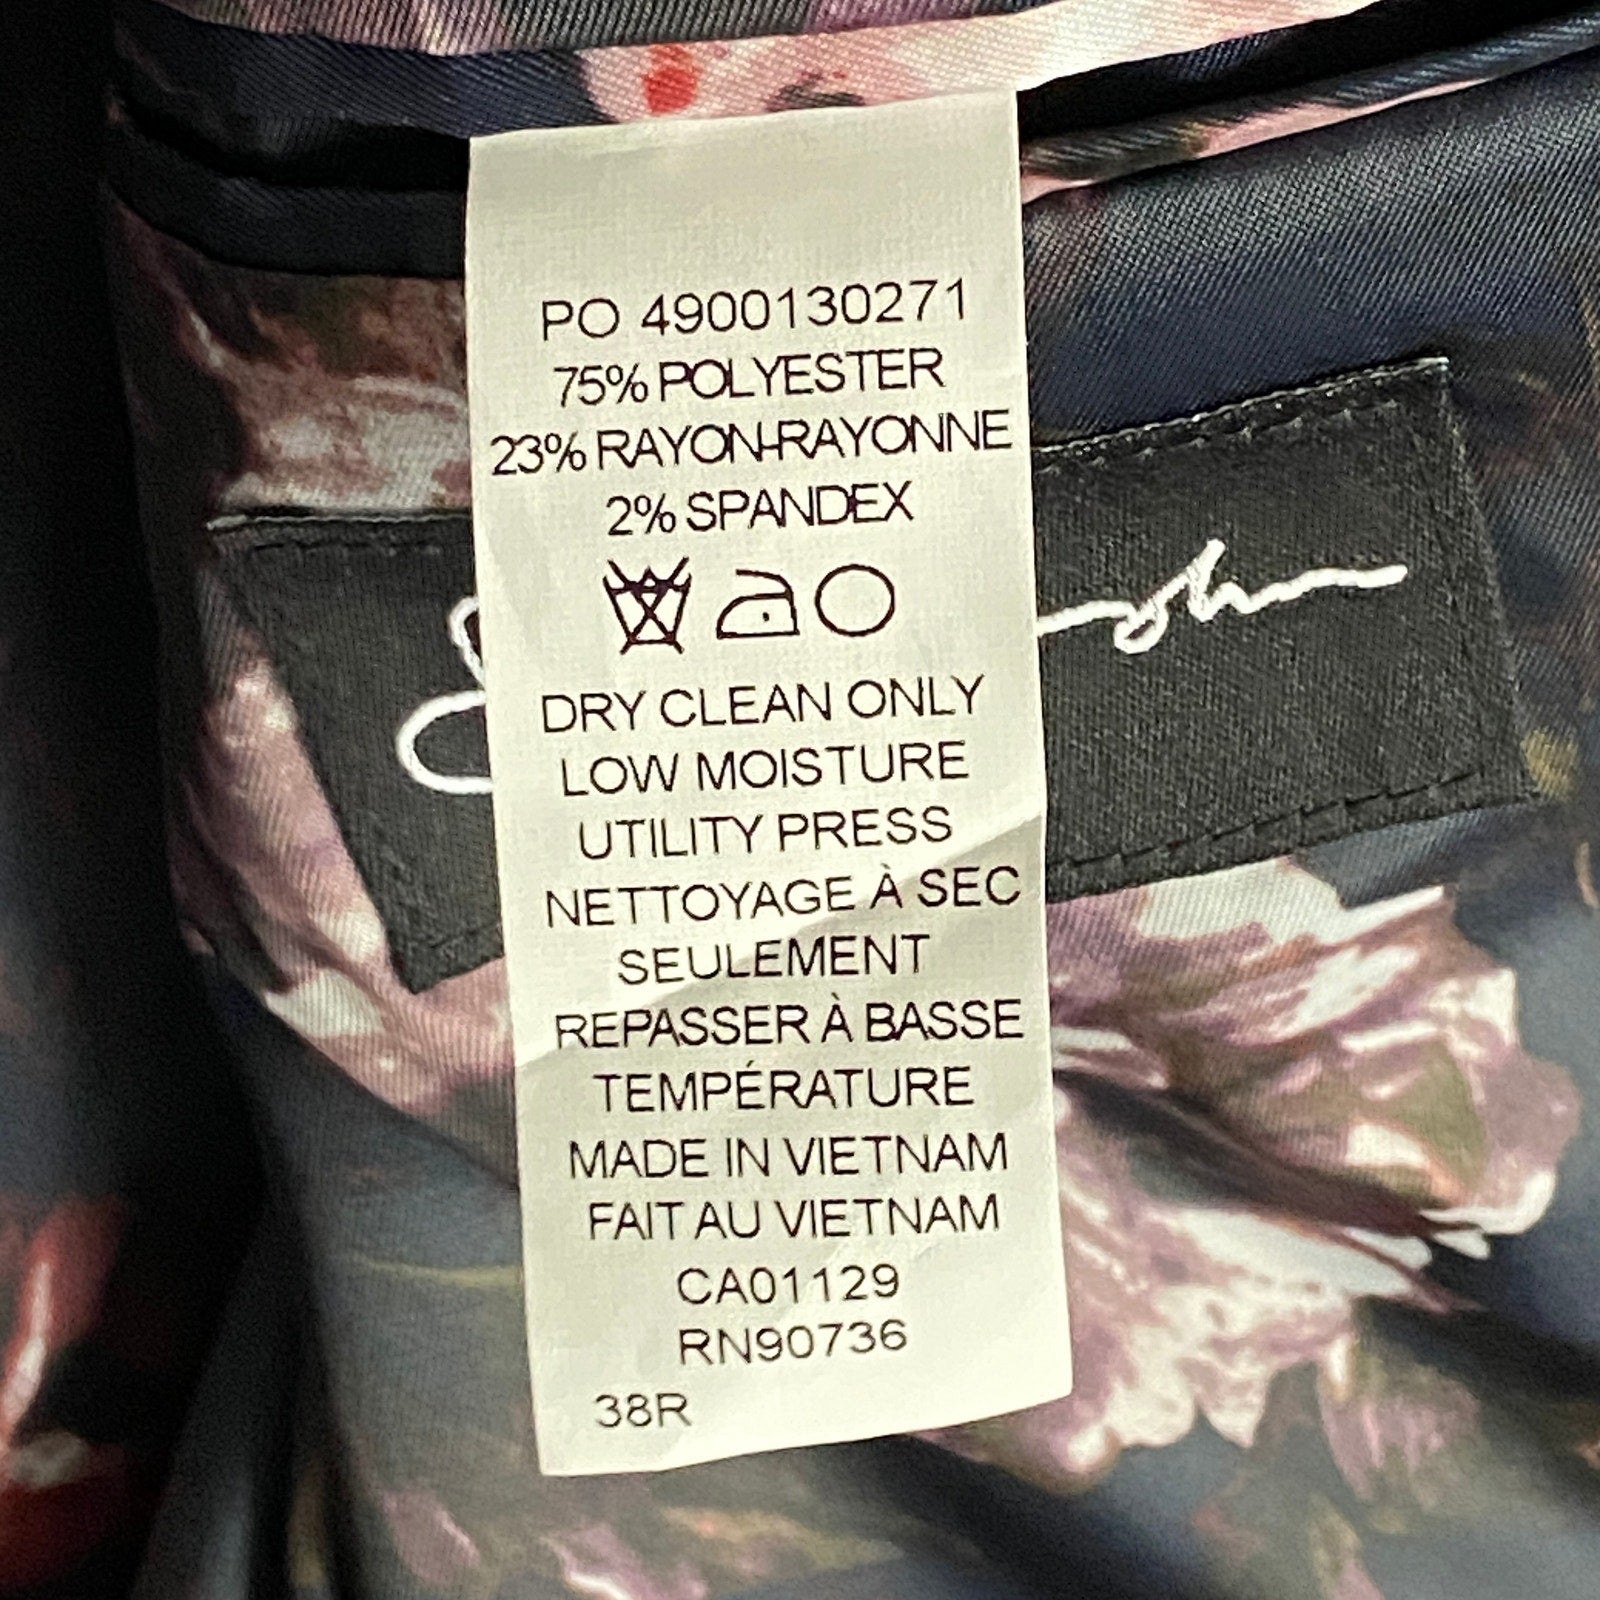 PO 4900130271
75% POLYESTER
23% RAYON-RAYONNE
2% SPANDEX
DRY CLEAN ONLY
LOW MOISTURE
UTILITY PRESS
NETTOYAGE À SEC
SEULEMENT
REPASSER À BASSE
TEMPÉRATURE
MADE IN VIETNAM
FAIT AU VIETNAM
CA01129
RN90736
38R